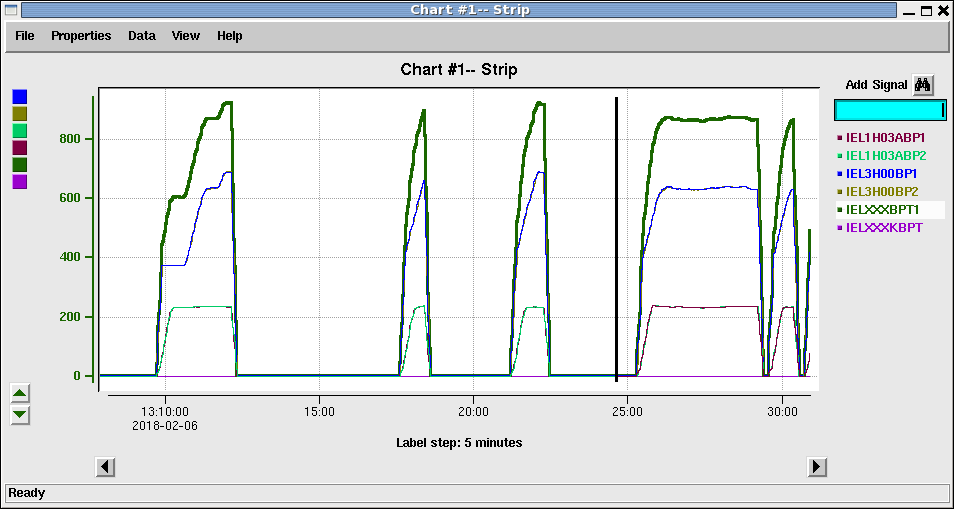 Chart #1-- Strip
File Properties Data View Help
Chart #1-- Strip
Add Signal
IEL1H03ABP1
IEL1H03ABP2
IEL3H00BP1
IEL3H00BP2
IELXXXBPT1
IELXXXKBPT
800
600
400
200
0
13:10:00 15:00 20:00 25:00 30:00
2018-02-06
Label step: 5 minutes
Ready